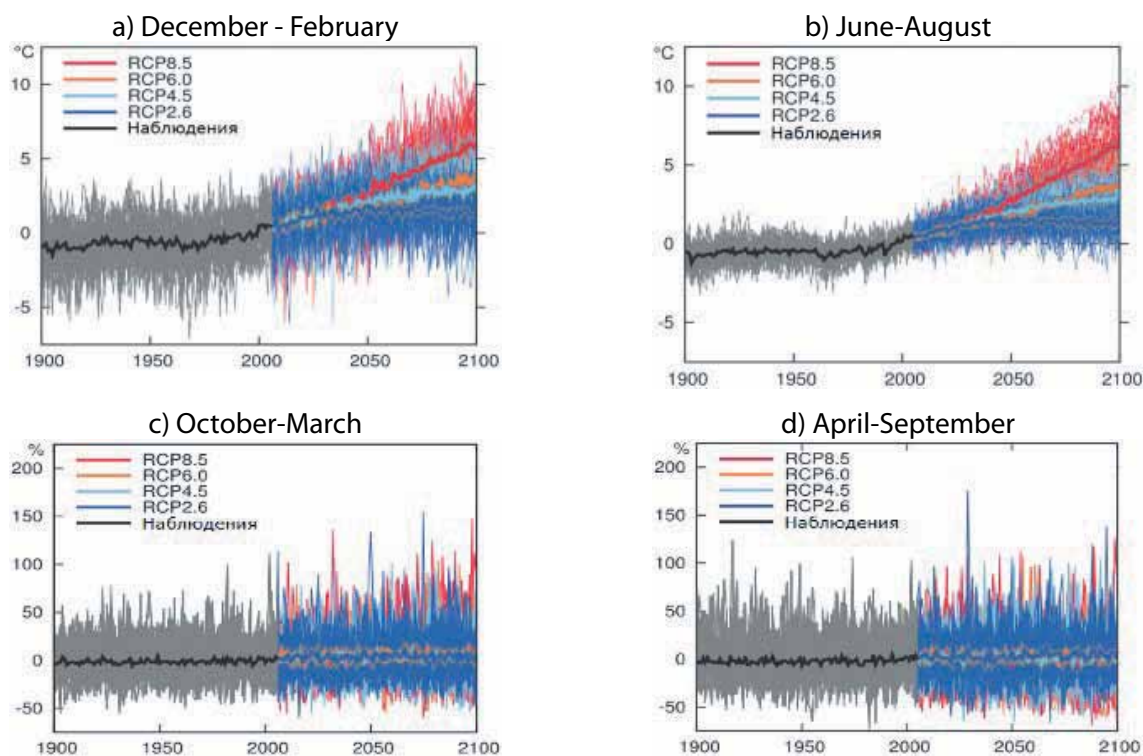 a) December - February
°C
10
5
0
-5
RCP8.5
RCP6.0
RCP4.5
RCP2.6
Наблюдения
1900 1950 2000 2050 2100
b) June-August
°C
10
5
0
-5
RCP8.5
RCP6.0
RCP4.5
RCP2.6
Наблюдения
1900 1950 2000 2050 2100
c) October-March
%
200
150
100
50
0
-50
RCP8.5
RCP6.0
RCP4.5
RCP2.6
Наблюдения
1900 1950 2000 2050 2100
d) April-September
%
200
150
100
50
0
-50
RCP8.5
RCP6.0
RCP4.5
RCP2.6
Наблюдения
1900 1950 2000 2050 2100